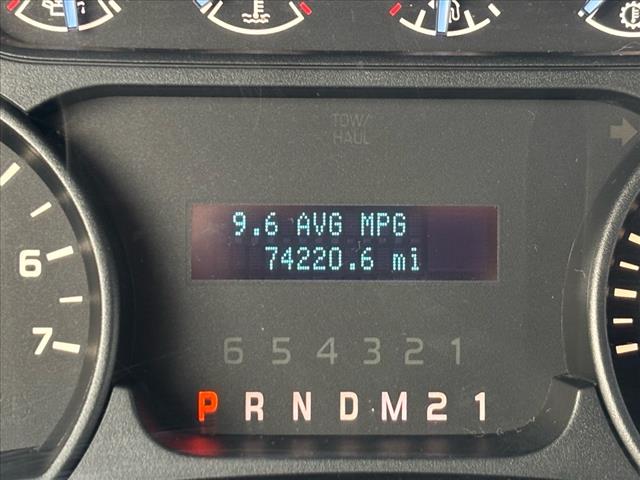 TOW/
HAUL
9.6 AVG MPG
74220.6 mi
6
7
6 5 4 3 2 1
P R N D M 2 1